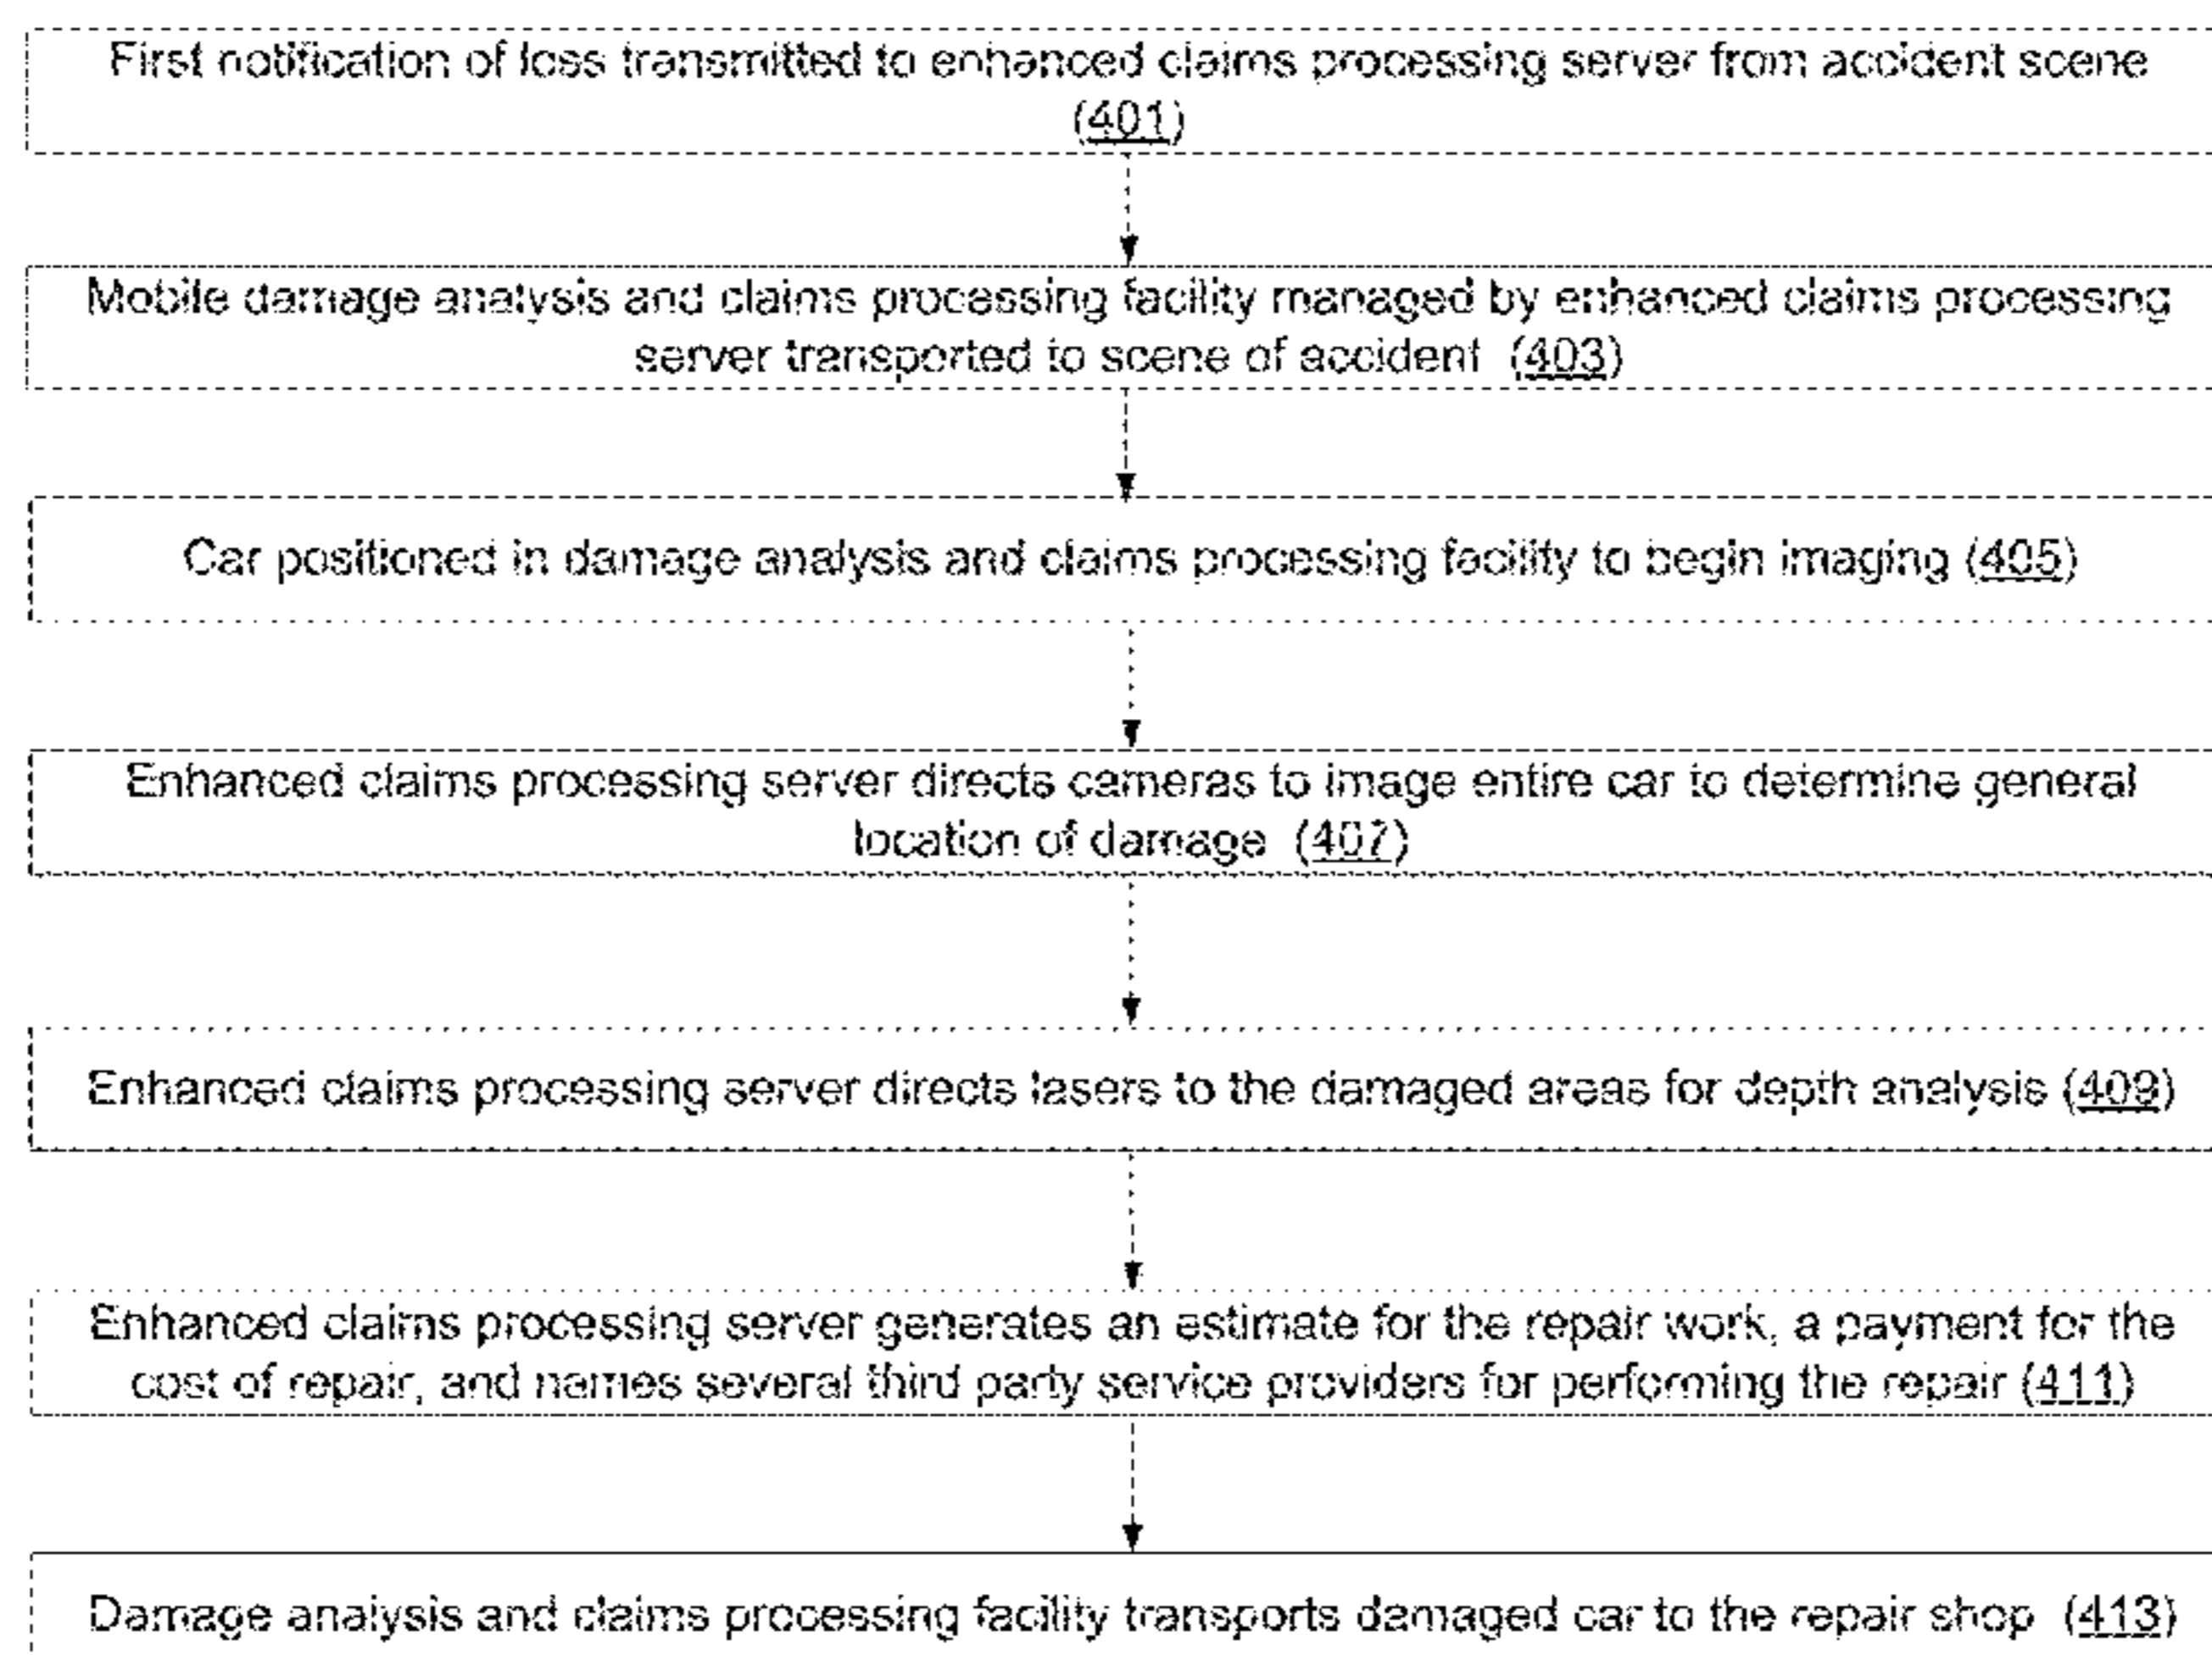 First notification of loss transmitted to enhanced claims processing server from accident scene
(401)
Mobile damage analysis and claims processing facility managed by enhanced claims processing
server transported to scene of accident (403)
Car positioned in damage analysis and claims processing facility to begin imaging (405)
Enhanced claims processing server directs cameras to image entire car to determine general
location of damage (407)
Enhanced claims processing server directs lasers to the damaged areas for depth analysis (409)
Enhanced claims processing server generates an estimate for the repair work, a payment for the
cost of repair, and names several third party service providers for performing the repair (411)
Damage analysis and claims processing facility transports damaged car to the repair shop (413)